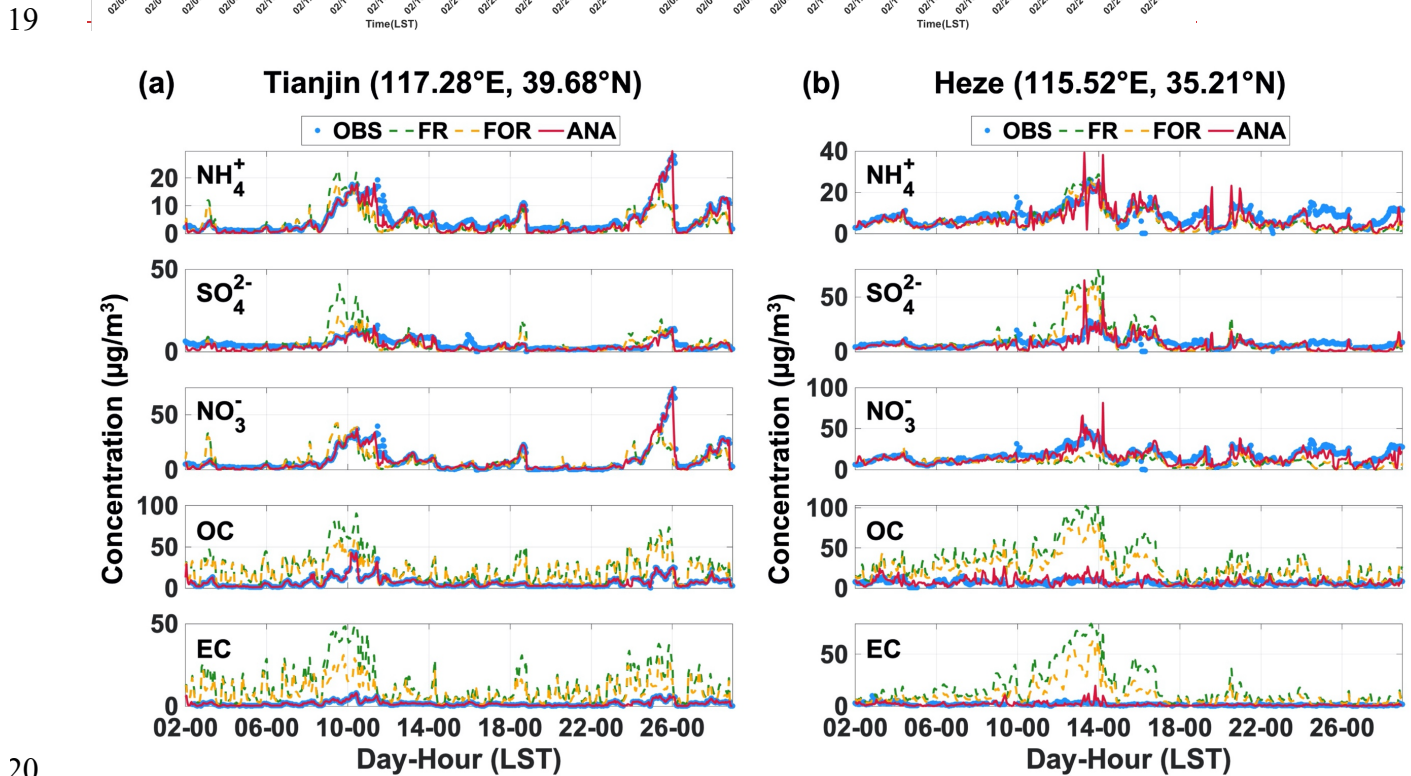 19
Time(LST) Time(LST)
(a) Tianjin (117.28°E, 39.68°N) (b) Heze (115.52°E, 35.21°N)
OBS FR FOR ANA OBS FR FOR ANA
Concentration (µg/m³)
NH₄⁺
20
10
0
SO₄²⁻
50
0
NO₃⁻
50
0
OC
100
50
0
EC
50
0
02-00 06-00 10-00 14-00 18-00 22-00 26-00
Day-Hour (LST)
Concentration (µg/m³)
NH₄⁺
40
20
0
SO₄²⁻
50
0
NO₃⁻
100
50
0
OC
100
50
0
EC
50
0
02-00 06-00 10-00 14-00 18-00 22-00 26-00
Day-Hour (LST)
20